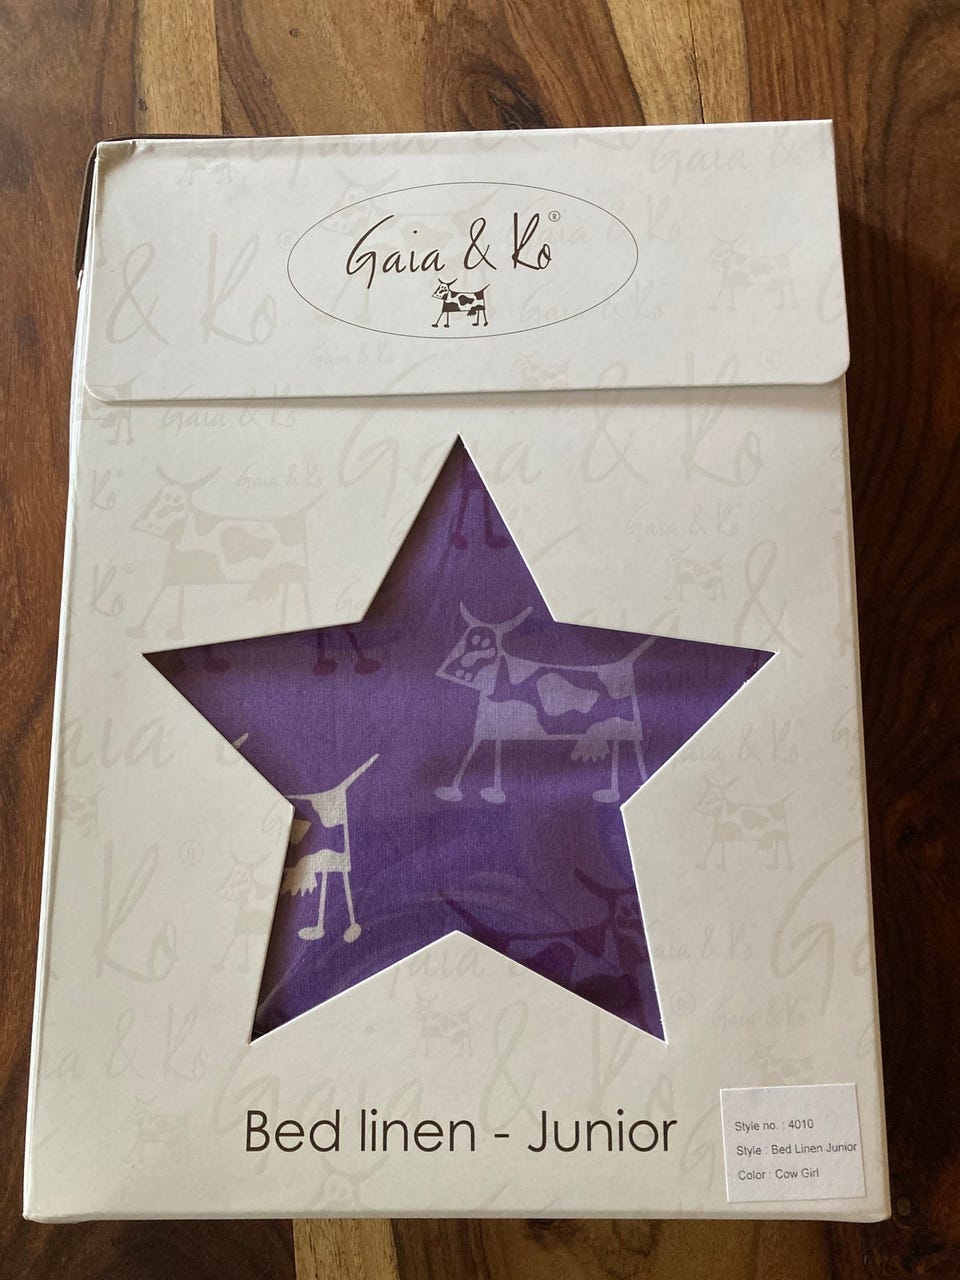 Gaia & Ko®
Bed linen - Junior
Style no. : 4010
Style : Bed Linen Junior
Color : Cow Girl